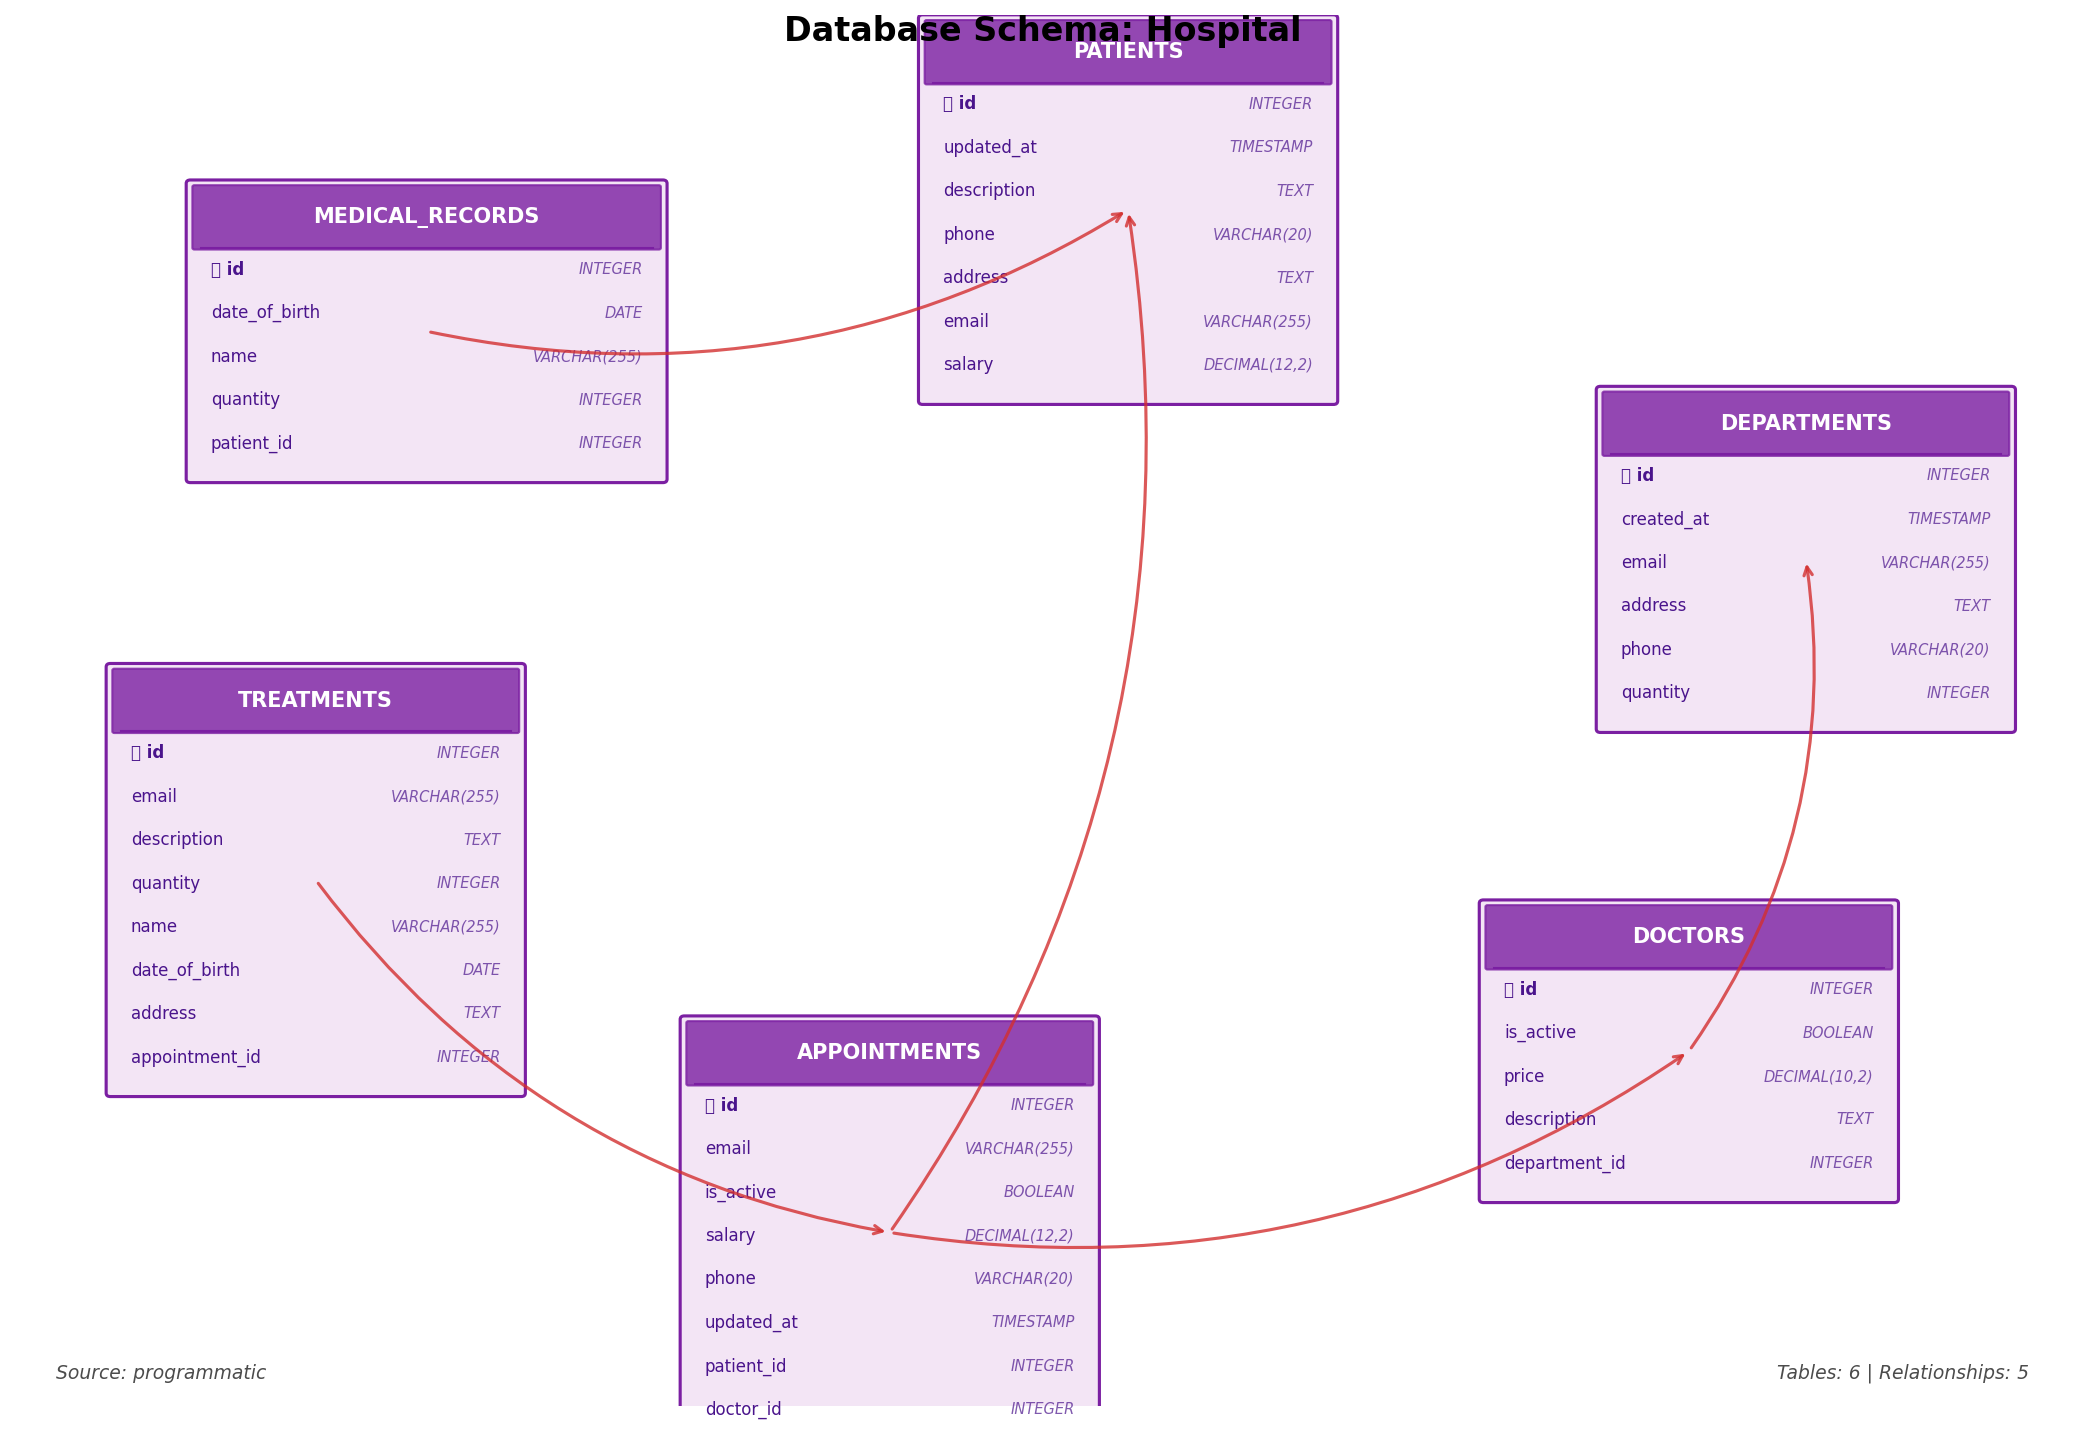 Database Schema: Hospital
PATIENTS
id INTEGER
updated_at TIMESTAMP
description TEXT
phone VARCHAR(20)
address TEXT
email VARCHAR(255)
salary DECIMAL(12,2)
MEDICAL_RECORDS
id INTEGER
date_of_birth DATE
name VARCHAR(255)
quantity INTEGER
patient_id INTEGER
DEPARTMENTS
id INTEGER
created_at TIMESTAMP
email VARCHAR(255)
address TEXT
phone VARCHAR(20)
quantity INTEGER
TREATMENTS
id INTEGER
email VARCHAR(255)
description TEXT
quantity INTEGER
name VARCHAR(255)
date_of_birth DATE
address TEXT
appointment_id INTEGER
DOCTORS
id INTEGER
is_active BOOLEAN
price DECIMAL(10,2)
description TEXT
department_id INTEGER
APPOINTMENTS
id INTEGER
email VARCHAR(255)
is_active BOOLEAN
salary DECIMAL(12,2)
phone VARCHAR(20)
updated_at TIMESTAMP
patient_id INTEGER
doctor_id INTEGER
Source: programmatic
Tables: 6 | Relationships: 5